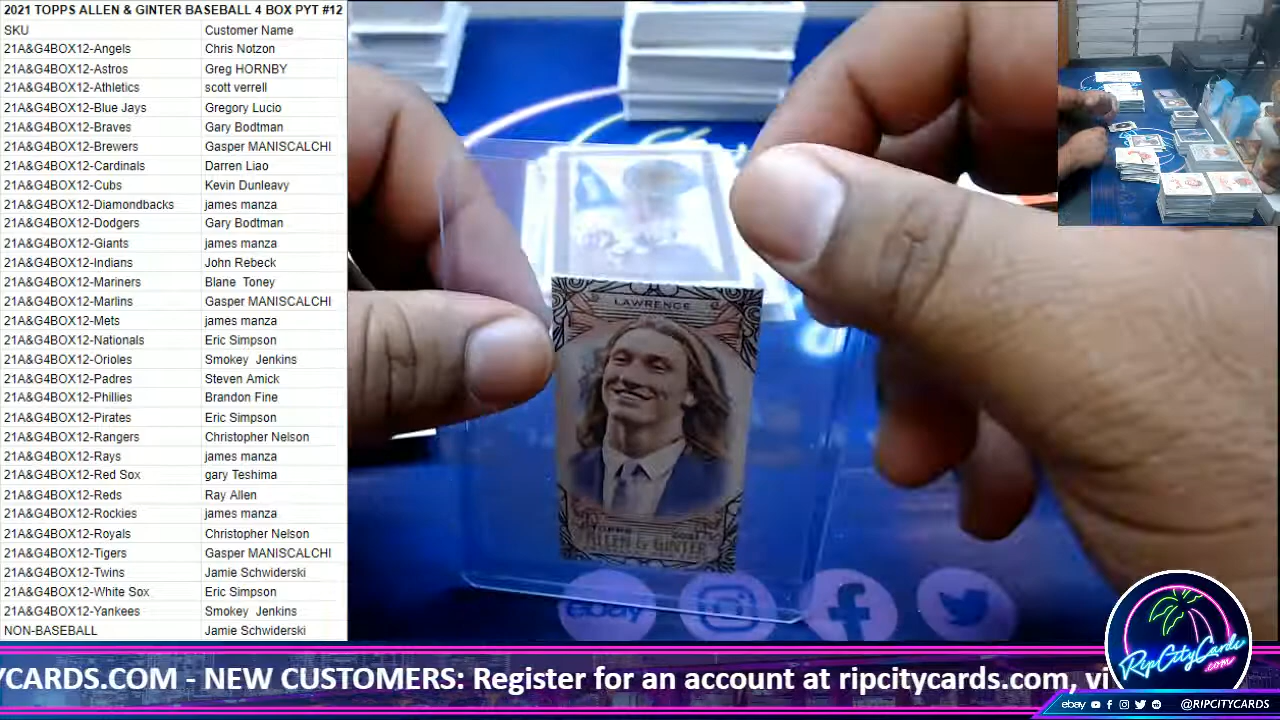 2021 TOPPS ALLEN & GINTER BASEBALL 4 BOX PYT #12
SKU Customer Name
21A&G4BOX12-Angels Chris Notzon
21A&G4BOX12-Astros Greg HORNBY
21A&G4BOX12-Athletics scott verrell
21A&G4BOX12-Blue Jays Gregory Lucio
21A&G4BOX12-Braves Gary Bodtman
21A&G4BOX12-Brewers Gasper MANISCALCHI
21A&G4BOX12-Cardinals Darren Liao
21A&G4BOX12-Cubs Kevin Dunleavy
21A&G4BOX12-Diamondbacks james manza
21A&G4BOX12-Dodgers Gary Bodtman
21A&G4BOX12-Giants james manza
21A&G4BOX12-Indians John Rebeck
21A&G4BOX12-Mariners Blane Toney
21A&G4BOX12-Marlins Gasper MANISCALCHI
21A&G4BOX12-Mets james manza
21A&G4BOX12-Nationals Eric Simpson
21A&G4BOX12-Orioles Smokey Jenkins
21A&G4BOX12-Padres Steven Amick
21A&G4BOX12-Phillies Brandon Fine
21A&G4BOX12-Pirates Eric Simpson
21A&G4BOX12-Rangers Christopher Nelson
21A&G4BOX12-Rays james manza
21A&G4BOX12-Red Sox gary Teshima
21A&G4BOX12-Reds Ray Allen
21A&G4BOX12-Rockies james manza
21A&G4BOX12-Royals Christopher Nelson
21A&G4BOX12-Tigers Gasper MANISCALCHI
21A&G4BOX12-Twins Jamie Schwiderski
21A&G4BOX12-White Sox Eric Simpson
21A&G4BOX12-Yankees Smokey Jenkins
NON-BASEBALL Jamie Schwiderski
LAWRENCE
TOPPS 2021
ALLEN & GINTER
ebay
RipCityCards
.com
YCARDS.COM - NEW CUSTOMERS: Register for an account at ripcitycards.com, vi
ebay @RIPCITYCARDS